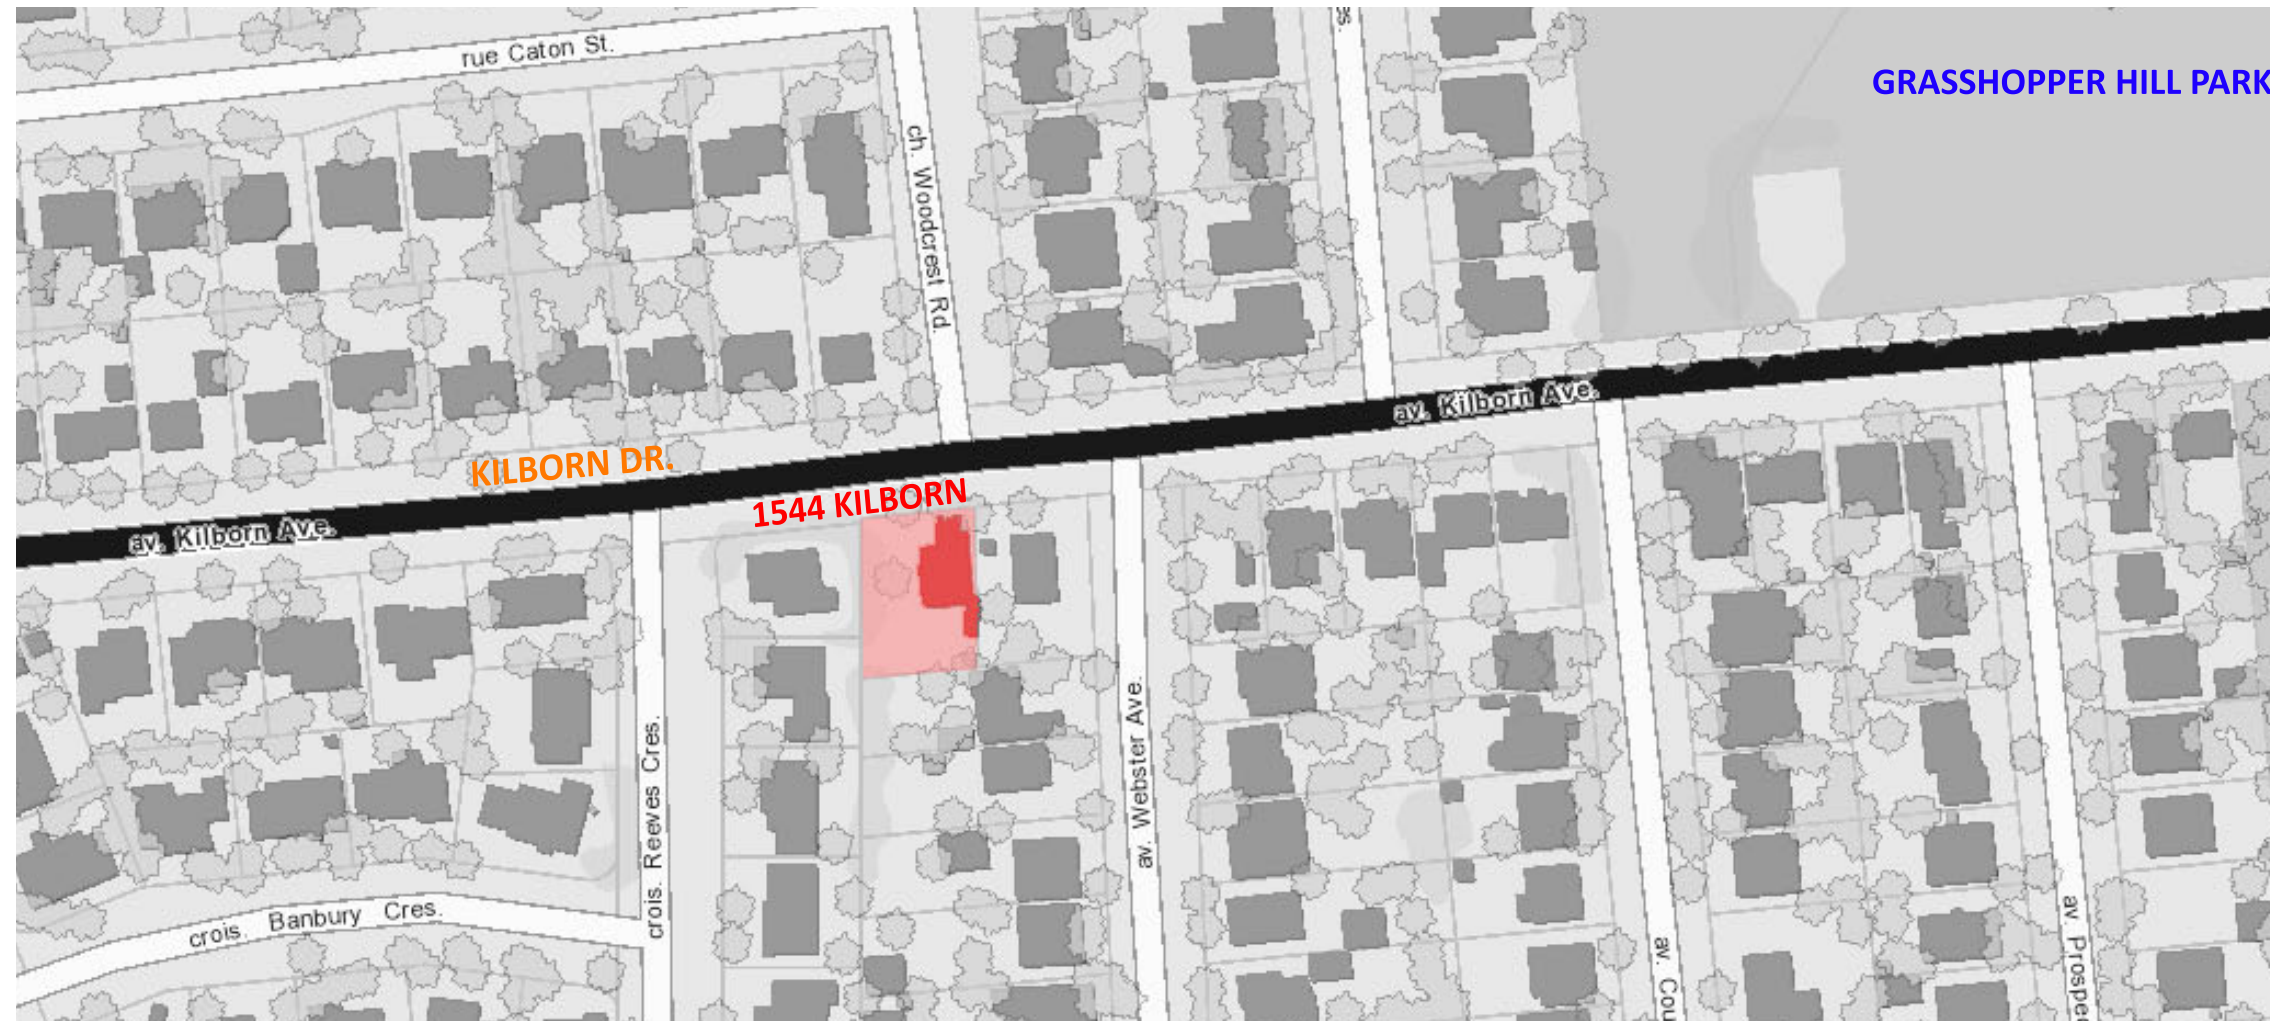 rue Caton St.
GRASSHOPPER HILL PARK
ch. Woodcrest Rd.
av. Kilborn Ave.
KILBORN DR.
1544 KILBORN
av. Kilborn Ave.
av. Webster Ave.
crois. Reeves Cres.
crois. Banbury Cres.
av. Cou
av. Prospe